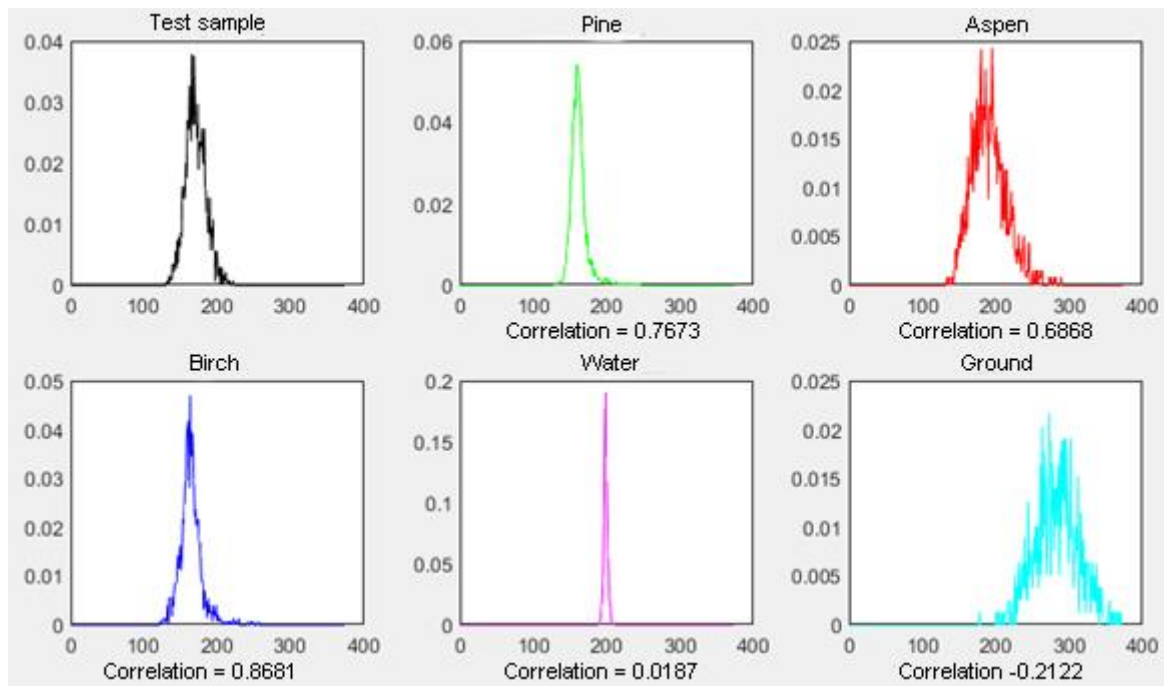 Test sample
Pine
Aspen
0.04
0.03
0.02
0.01
0
0 100 200 300 400
0.06
0.04
0.02
0
0 100 200 300 400
Correlation = 0.7673
0.025
0.02
0.015
0.01
0.005
0
0 100 200 300 400
Correlation = 0.6868
Birch
Water
Ground
0.05
0.04
0.03
0.02
0.01
0
0 100 200 300 400
Correlation = 0.8681
0.2
0.15
0.1
0.05
0
0 100 200 300 400
Correlation = 0.0187
0.025
0.02
0.015
0.01
0.005
0
0 100 200 300 400
Correlation -0.2122